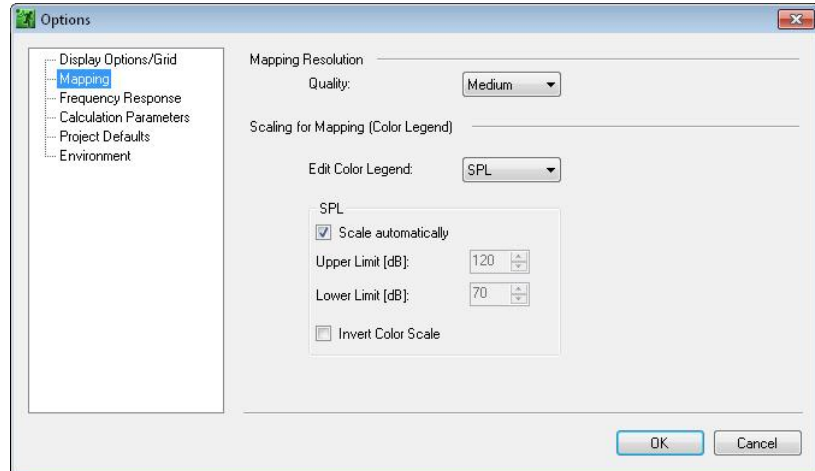 Options
Display Options/Grid
Mapping
Frequency Response
Calculation Parameters
Project Defaults
Environment
Mapping Resolution
Quality: Medium
Scaling for Mapping (Color Legend)
Edit Color Legend: SPL
SPL
Scale automatically
Upper Limit [dB]: 120
Lower Limit [dB]: 70
Invert Color Scale
OK Cancel